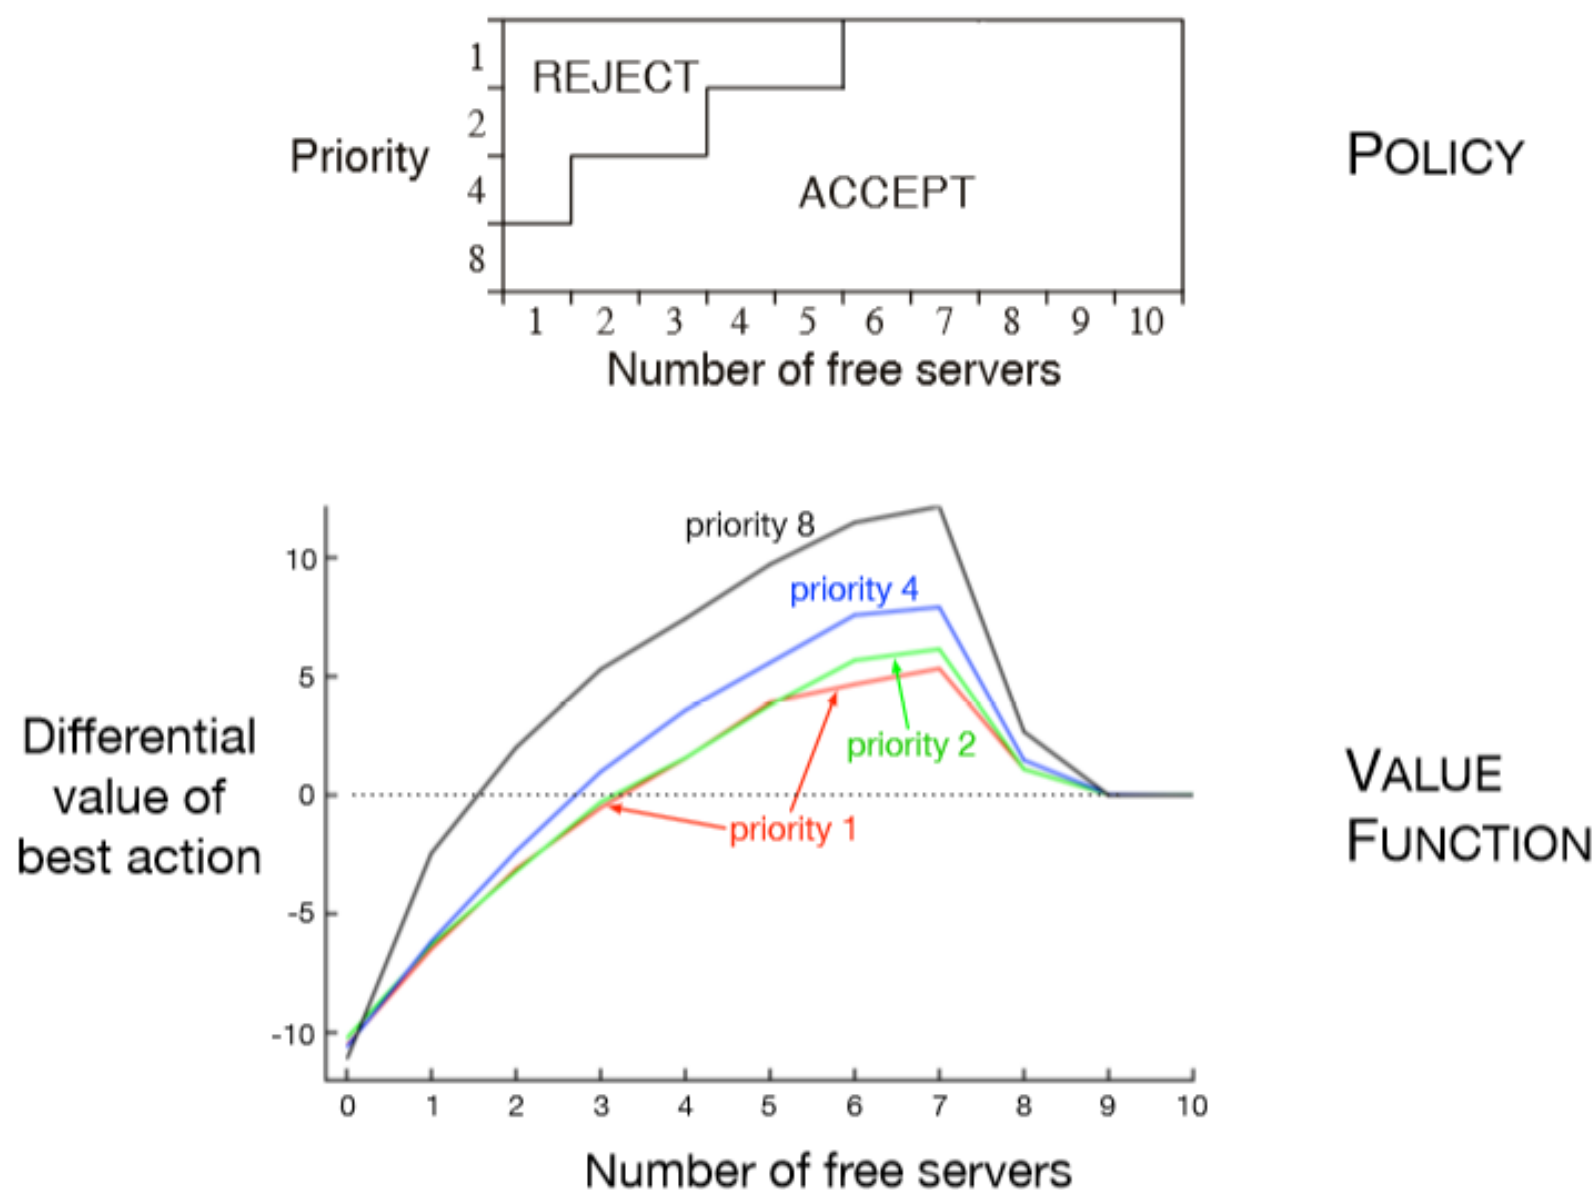 1
REJECT
2
Priority
POLICY
4
ACCEPT
8
1 2 3 4 5 6 7 8 9 10
Number of free servers
priority 8
10
priority 4
5
priority 2
Differential
value of
best action
0
VALUE
FUNCTION
priority 1
-5
-10
0 1 2 3 4 5 6 7 8 9 10
Number of free servers